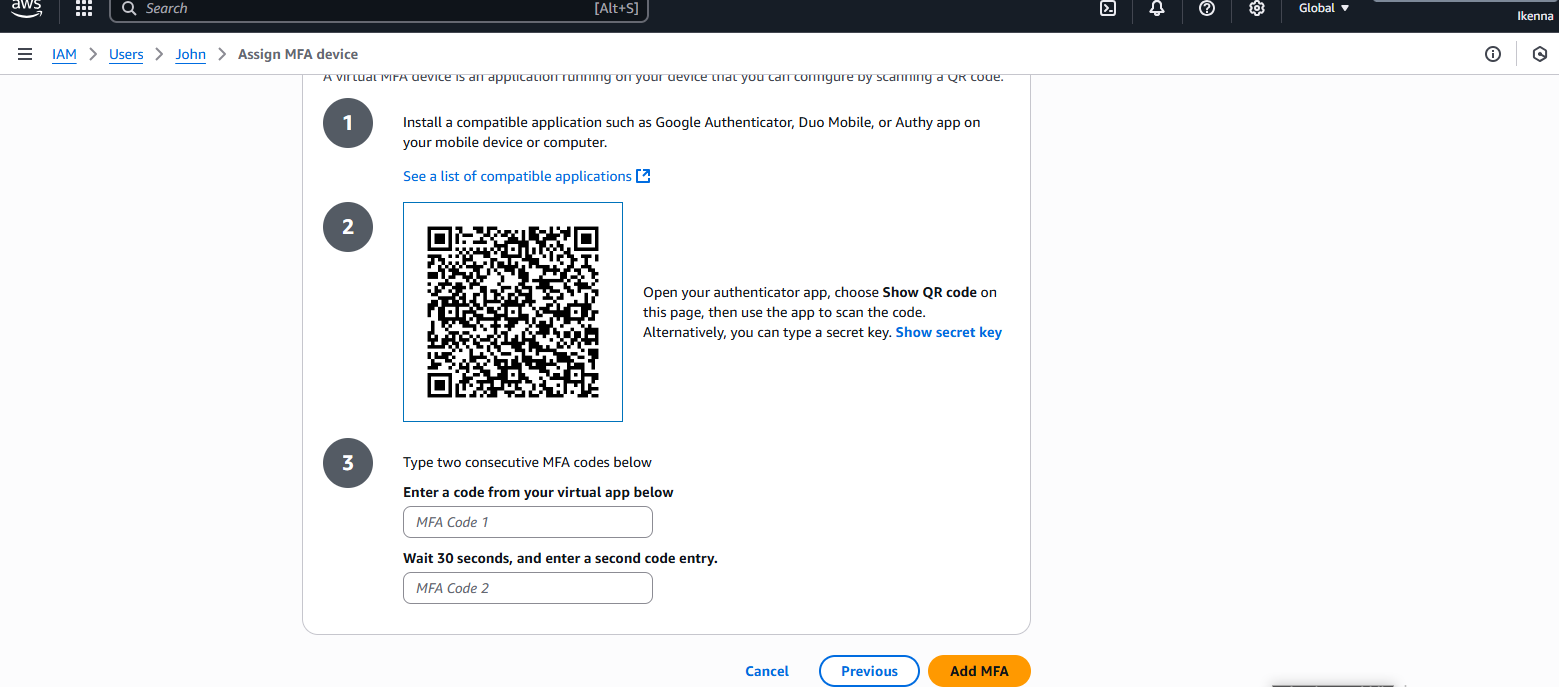 aws
Search
[Alt+S]
Global
Ikenna
IAM
Users
John
Assign MFA device
A virtual MFA device is an application running on your device that you can configure by scanning a QR code.
1
Install a compatible application such as Google Authenticator, Duo Mobile, or Authy app on
your mobile device or computer.
See a list of compatible applications
2
Open your authenticator app, choose Show QR code on
this page, then use the app to scan the code.
Alternatively, you can type a secret key. Show secret key
3
Type two consecutive MFA codes below
Enter a code from your virtual app below
MFA Code 1
Wait 30 seconds, and enter a second code entry.
MFA Code 2
Cancel
Previous
Add MFA